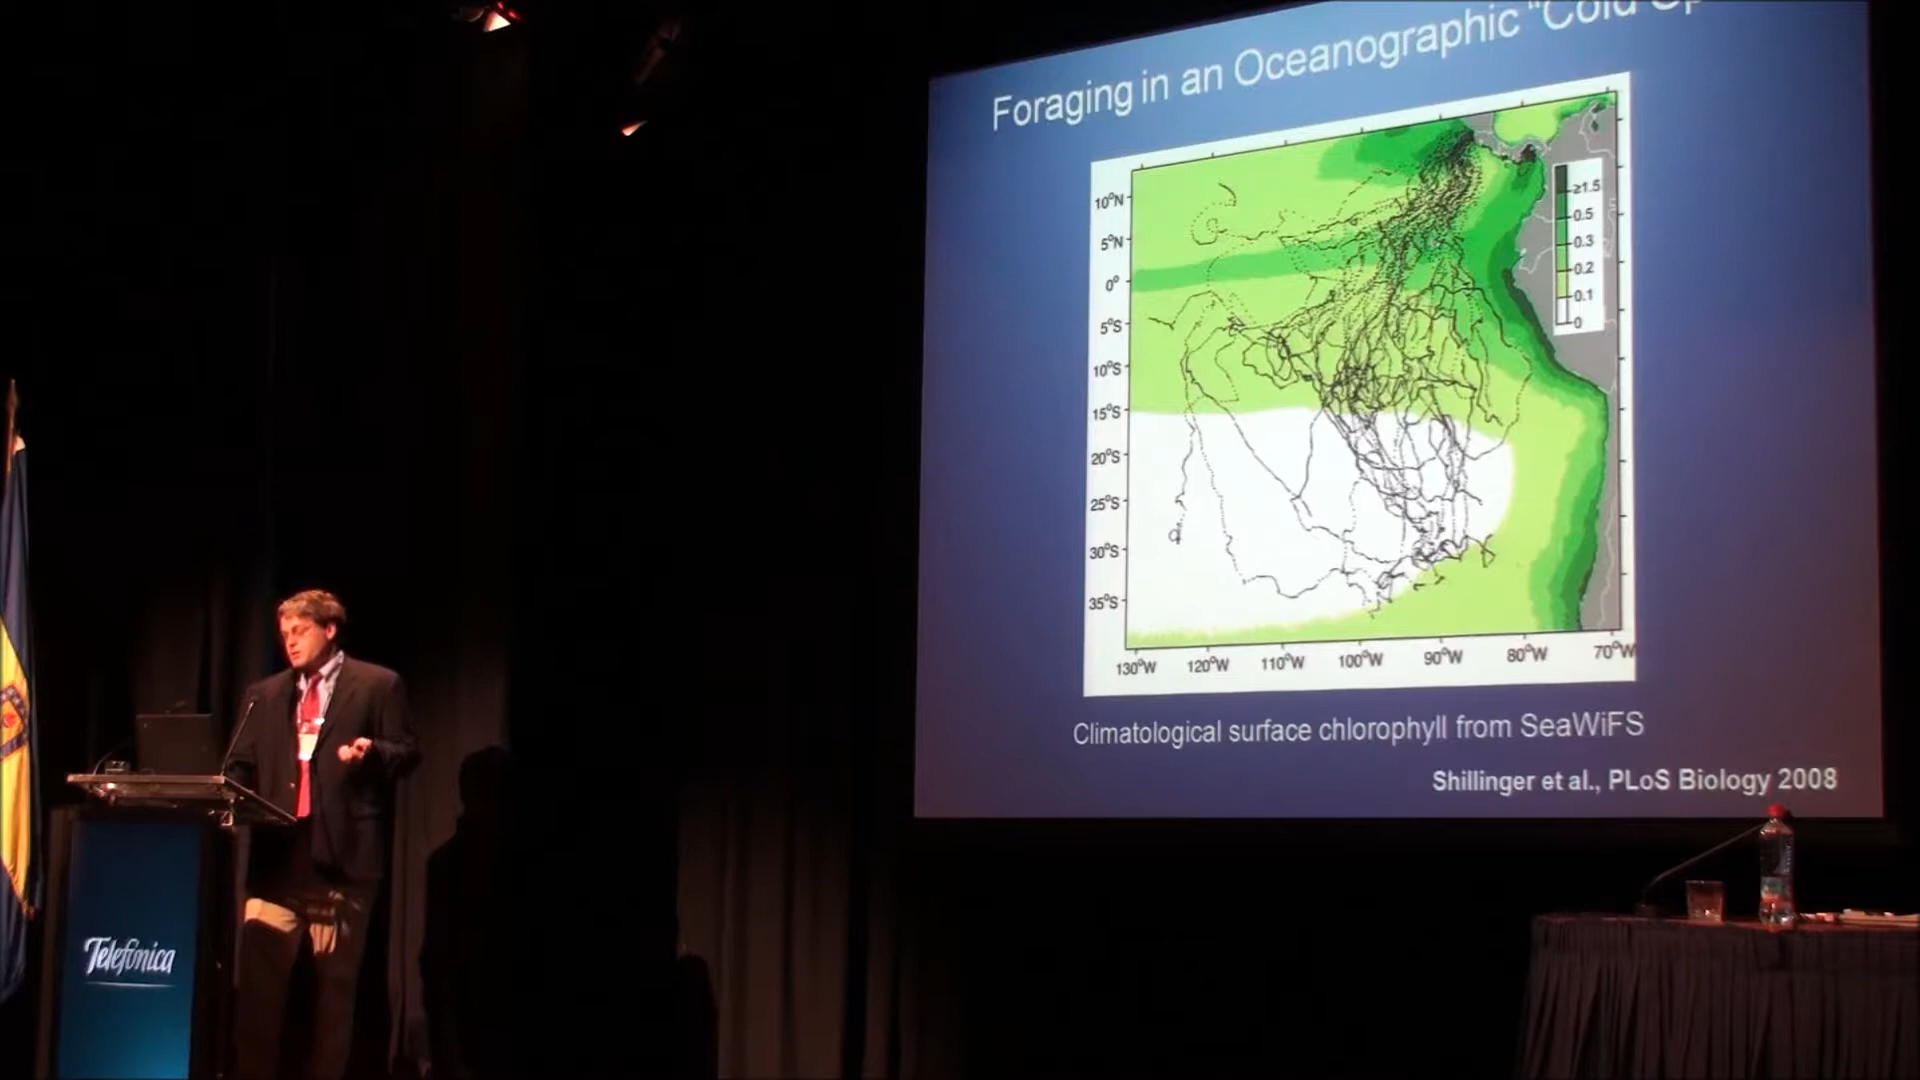 Foraging in an Oceanographic "Cold
10°N
5°N
0°
5°S
10°S
15°S
20°S
25°S
30°S
35°S
130°W
120°W
110°W
100°W
90°W
80°W
70°W
≥1.5
0.5
0.3
0.2
0.1
0
Climatological surface chlorophyll from SeaWiFS
Shillinger et al., PLoS Biology 2008
Telefónica